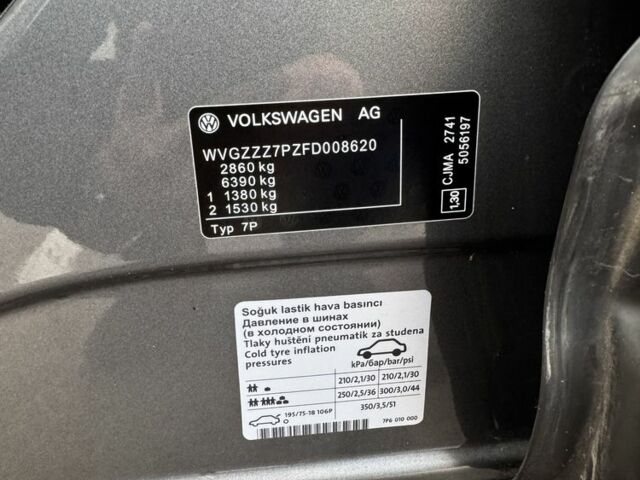 VOLKSWAGEN AG
WVGZZZ7PZFD008620
2860 kg
6390 kg
1 1380 kg
2 1530 kg
Typ 7P
1,30 CJMA 2741
5056197
Soğuk lastik hava basıncı
Давление в шинах
(в холодном состоянии)
Tlaky huštění pneumatik za studena
Cold tyre inflation
pressures
kPa/бар/bar/psi
210/2,1/30 210/2,1/30
250/2,5/36 300/3,0/44
195/75-18 106P 350/3,5/51
7P6 010 000